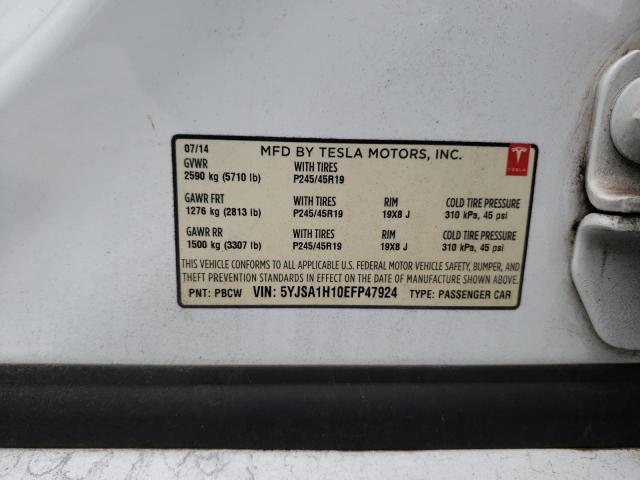 07/14 MFD BY TESLA MOTORS, INC.
GVWR WITH TIRES
2590 kg (5710 lb) P245/45R19
TESLA
GAWR FRT WITH TIRES RIM COLD TIRE PRESSURE
1276 kg (2813 lb) P245/45R19 19X8 J 310 kPa, 45 psi
GAWR RR WITH TIRES RIM COLD TIRE PRESSURE
1500 kg (3307 lb) P245/45R19 19X8 J 310 kPa, 45 psi
THIS VEHICLE CONFORMS TO ALL APPLICABLE U.S. FEDERAL MOTOR VEHICLE SAFETY, BUMPER, AND
THEFT PREVENTION STANDARDS IN EFFECT ON THE DATE OF MANUFACTURE SHOWN ABOVE.
PNT: PBCW VIN: 5YJSA1H10EFP47924 TYPE: PASSENGER CAR